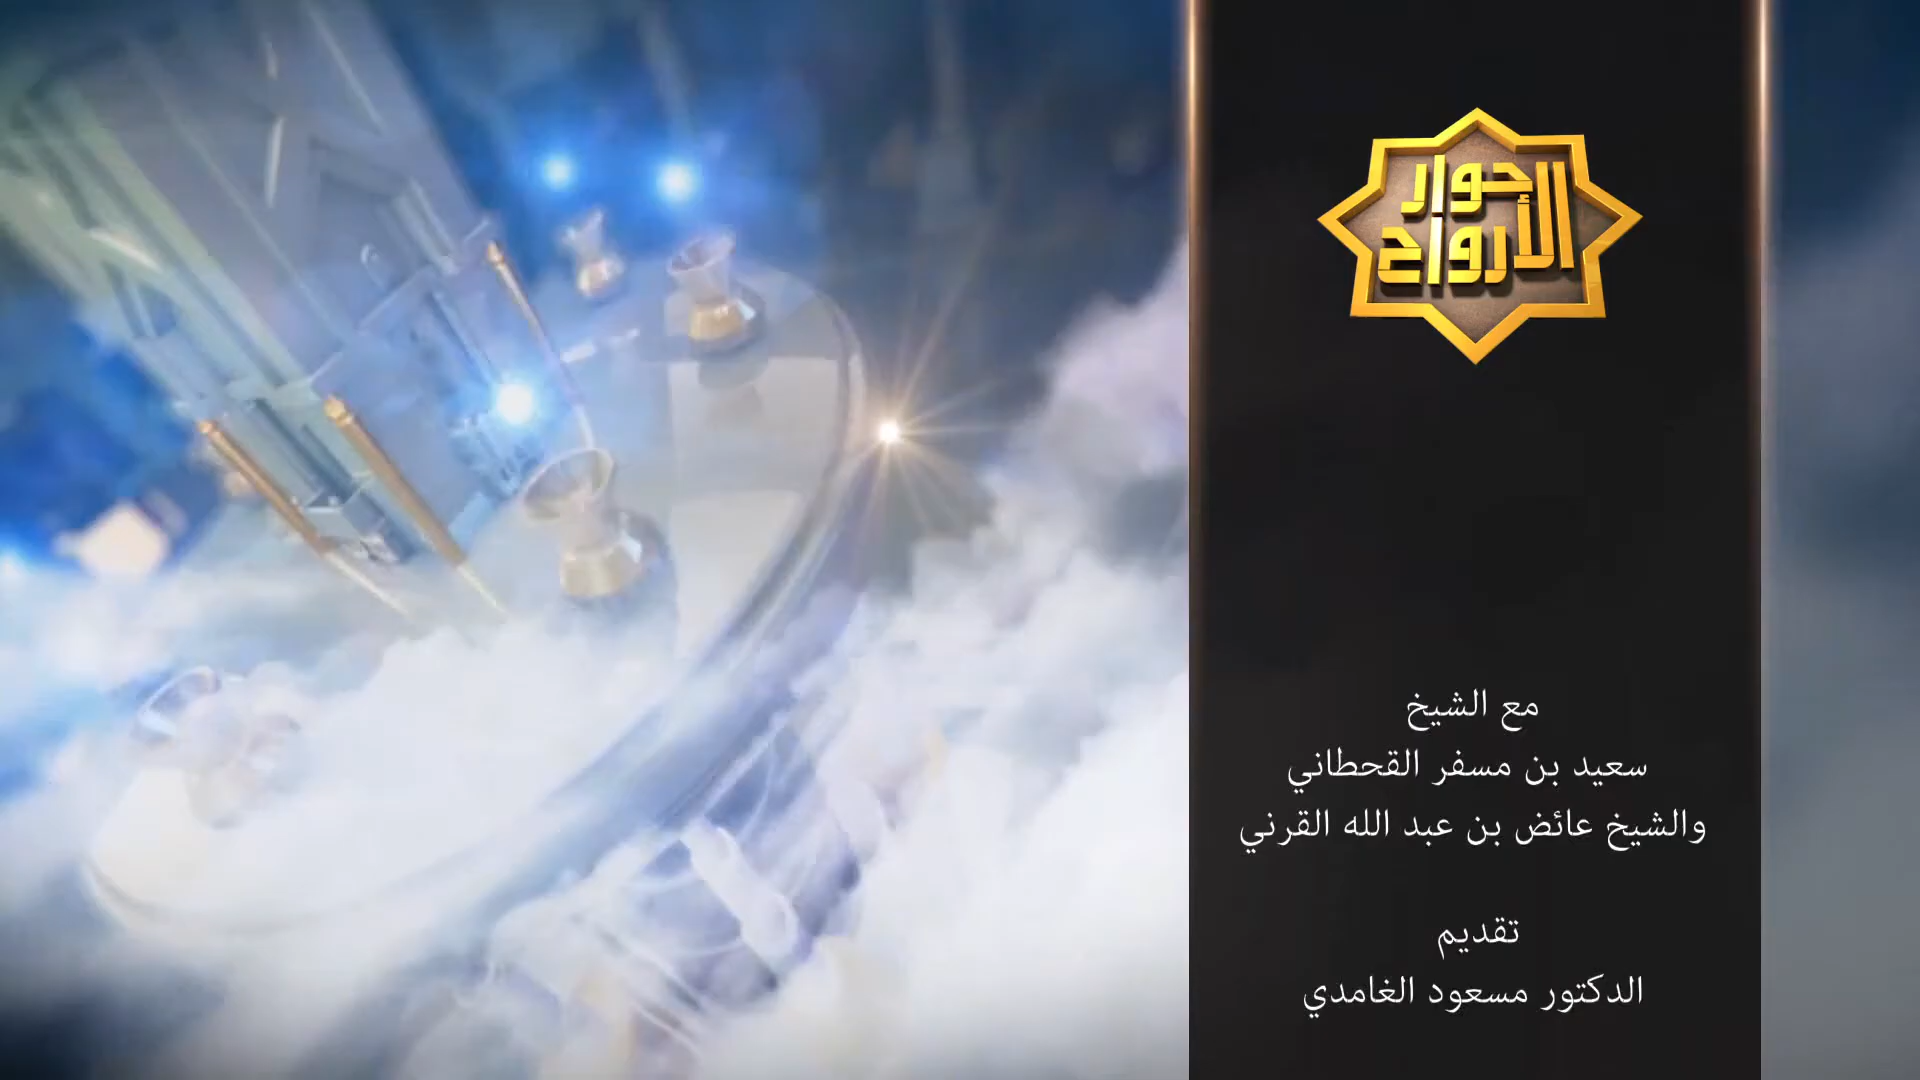 حوار
الأرواح
مع الشيخ
سعيد بن مسفر القحطاني
والشيخ عائض بن عبد الله القرني
تقديم
الدكتور مسعود الغامدي